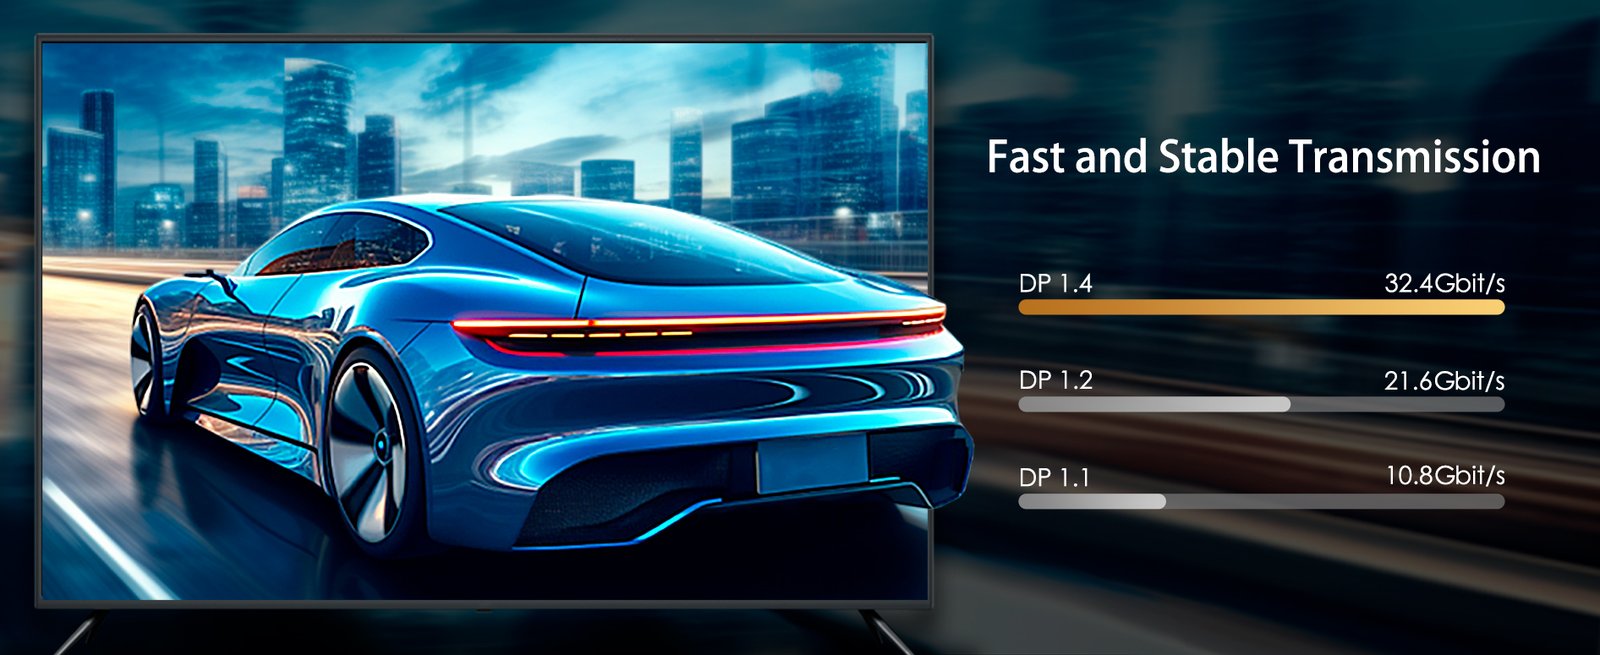 Fast and Stable Transmission
DP 1.4 32.4Gbit/s
DP 1.2 21.6Gbit/s
DP 1.1 10.8Gbit/s